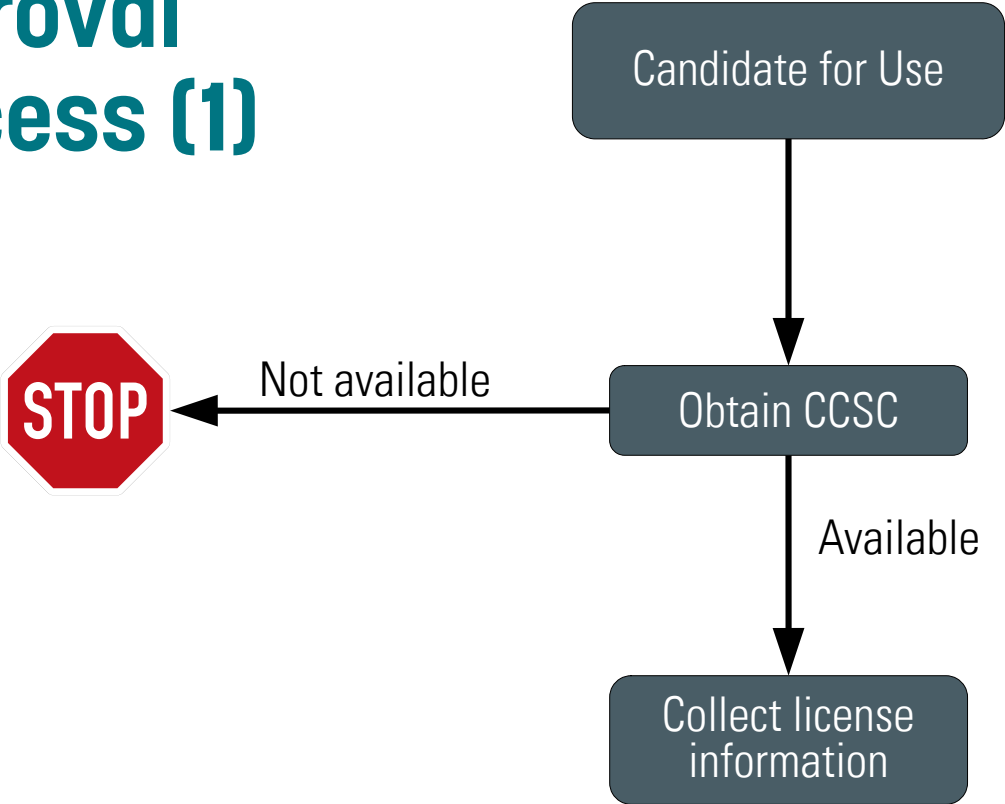 roval
cess (1)
Candidate for Use
STOP
Not available
Obtain CCSC
Available
Collect license
information